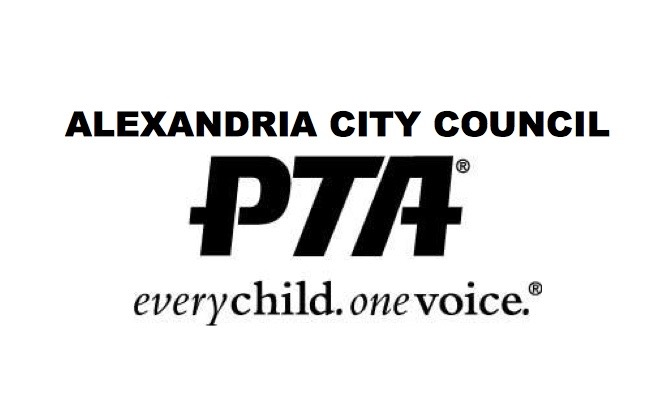 ALEXANDRIA CITY COUNCIL
PTA®
everychild.onevoice.®